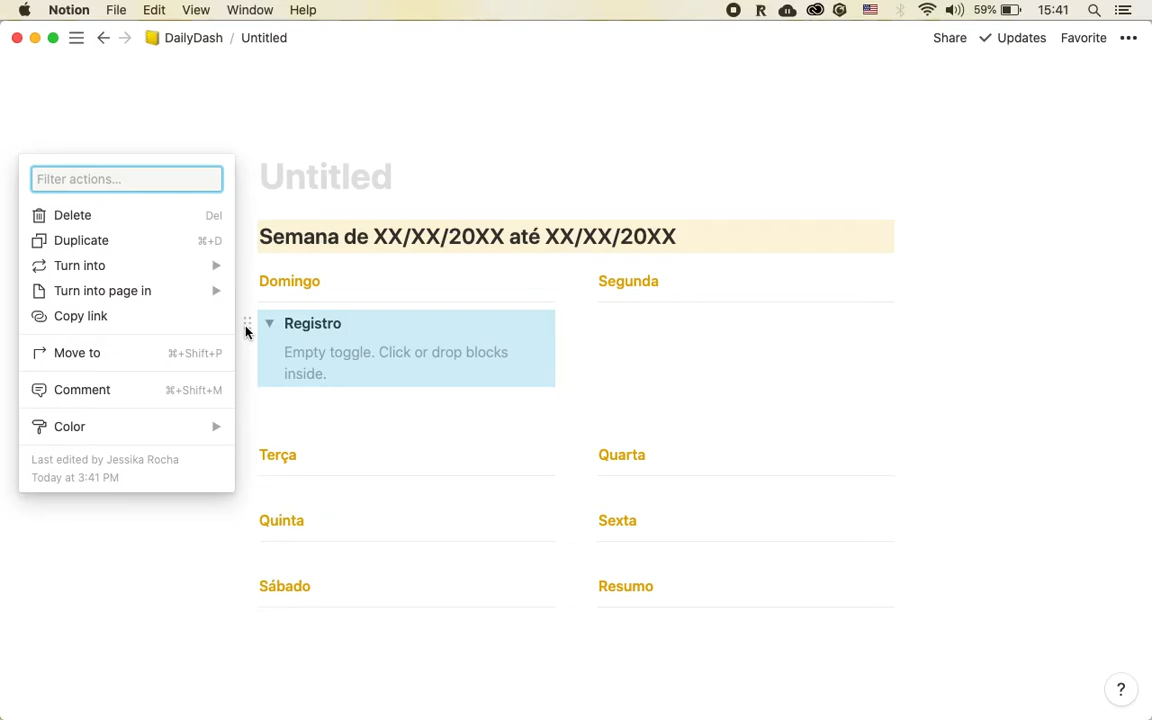 Notion File Edit View Window Help 59% 15:41
DailyDash / Untitled Share Updates Favorite •••
Untitled
Filter actions...
Delete Del
Duplicate ⌘+D
Turn into
Turn into page in
Copy link
Move to ⌘+Shift+P
Comment ⌘+Shift+M
Color
Last edited by Jessika Rocha
Today at 3:41 PM
Semana de XX/XX/20XX até XX/XX/20XX
Domingo Segunda
Registro
Empty toggle. Click or drop blocks
inside.
Terça Quarta
Quinta Sexta
Sábado Resumo
?